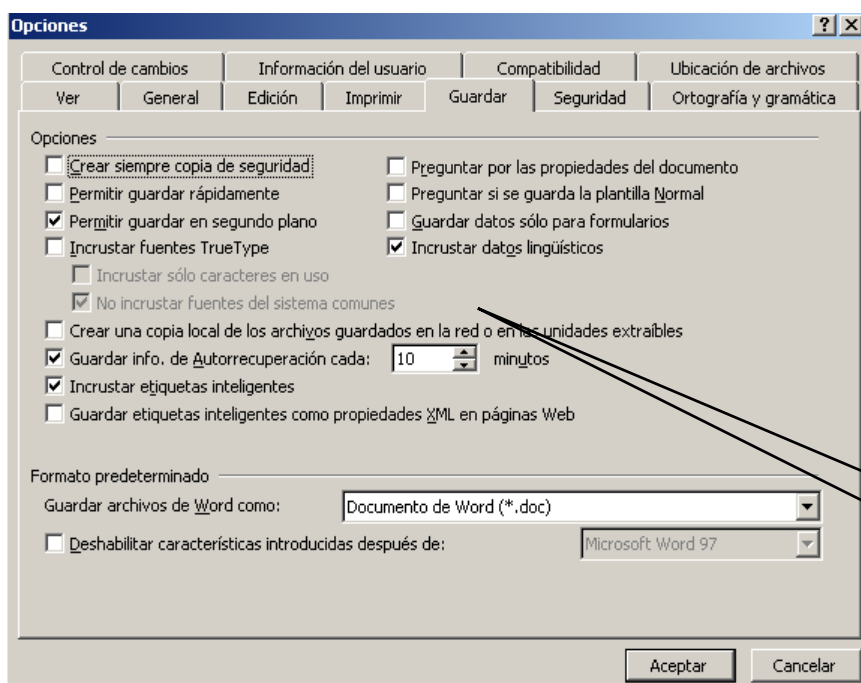 Opciones
Control de cambios Información del usuario Compatibilidad Ubicación de archivos
Ver General Edición Imprimir Guardar Seguridad Ortografía y gramática
Opciones
Crear siempre copia de seguridad Preguntar por las propiedades del documento
Permitir guardar rápidamente Preguntar si se guarda la plantilla Normal
Permitir guardar en segundo plano Guardar datos sólo para formularios
Incrustar fuentes TrueType Incrustar datos lingüísticos
Incrustar sólo caracteres en uso
No incrustar fuentes del sistema comunes
Crear una copia local de los archivos guardados en la red o en las unidades extraíbles
Guardar info. de Autorrecuperación cada: 10 minutos
Incrustar etiquetas inteligentes
Guardar etiquetas inteligentes como propiedades XML en páginas Web
Formato predeterminado
Guardar archivos de Word como: Documento de Word (*.doc)
Deshabilitar características introducidas después de: Microsoft Word 97
Aceptar Cancelar